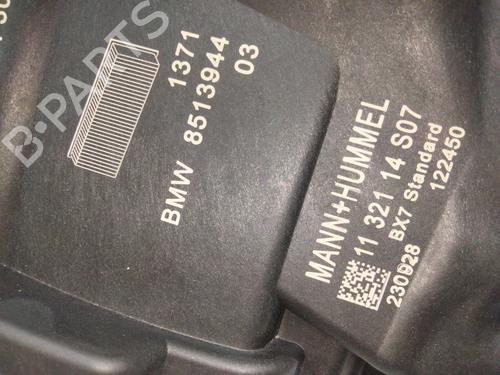 B-PARTS
1371
BMW 8513944
03
MANN+HUMMEL
11 321 14 S07
BX7 Standard
230928 122450